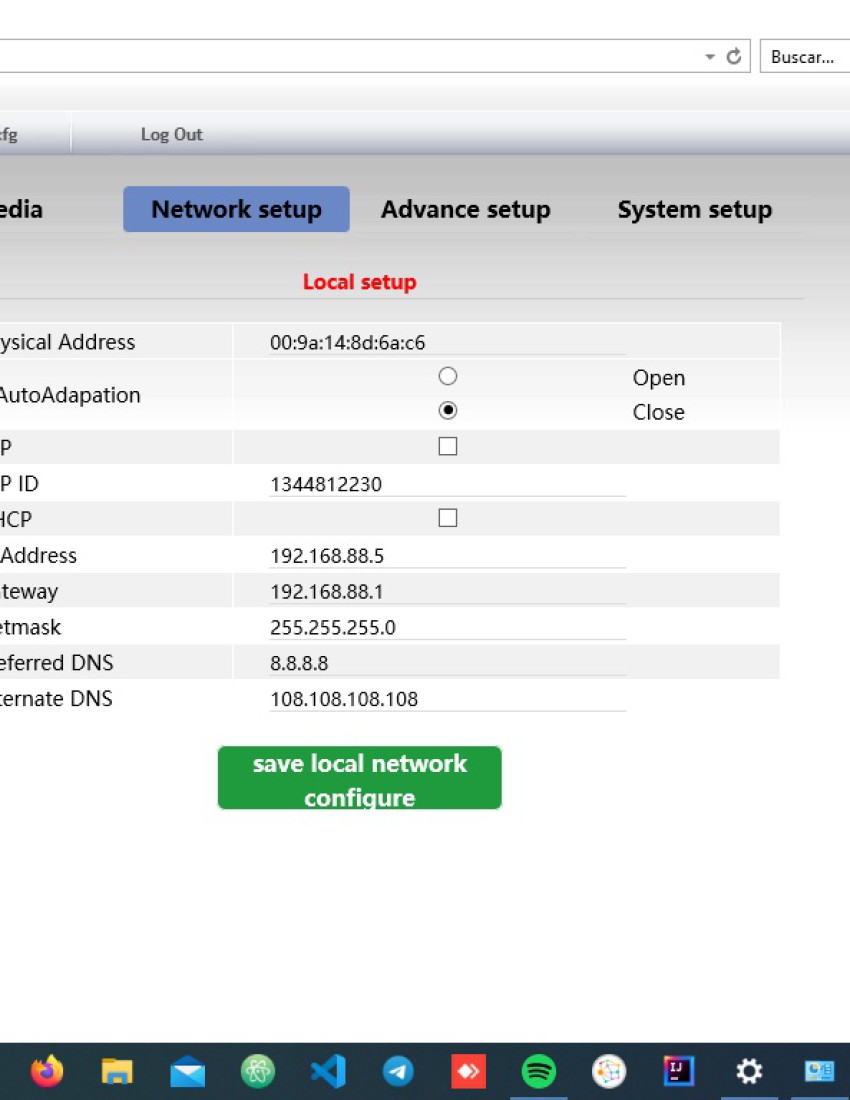 Buscar...
cfg
Log Out
edia
Network setup
Advance setup
System setup
Local setup
ysical Address
00:9a:14:8d:6a:c6
AutoAdapation
Open
Close
P
P ID
1344812230
HCP
Address
192.168.88.5
teway
192.168.88.1
etmask
255.255.255.0
eferred DNS
8.8.8.8
ternate DNS
108.108.108.108
save local network
configure
IJ